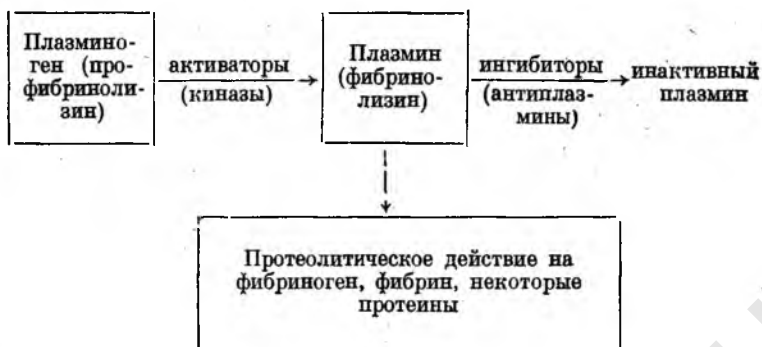 Плазмино-
ген (про-
фибриноли-
зин)
активаторы
(киназы)
Плазмин
(фибрино-
лизин)
ингибиторы
(антиплаз-
мины)
инактивный
плазмин
Протеолитическое действие на
фибриноген, фибрин, некоторые
протеины